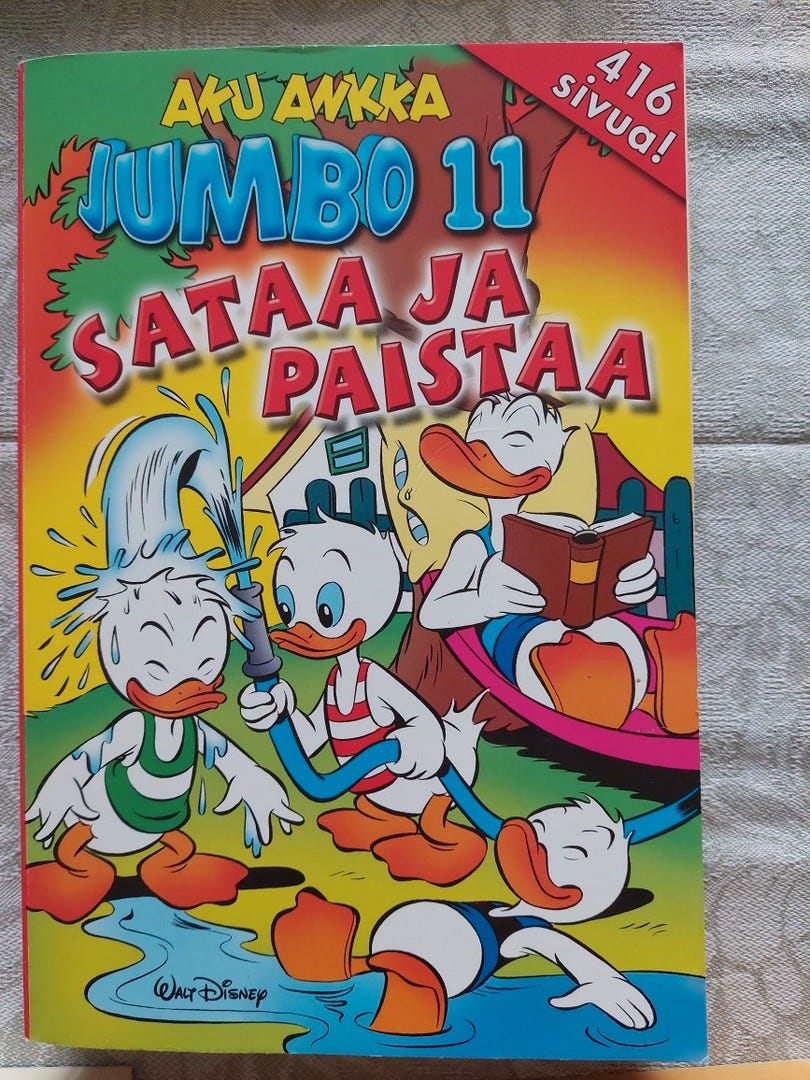 416
sivua!
AKU ANKKA
JUMBO 11
SATAA JA
PAISTAA
WALT DISNEY